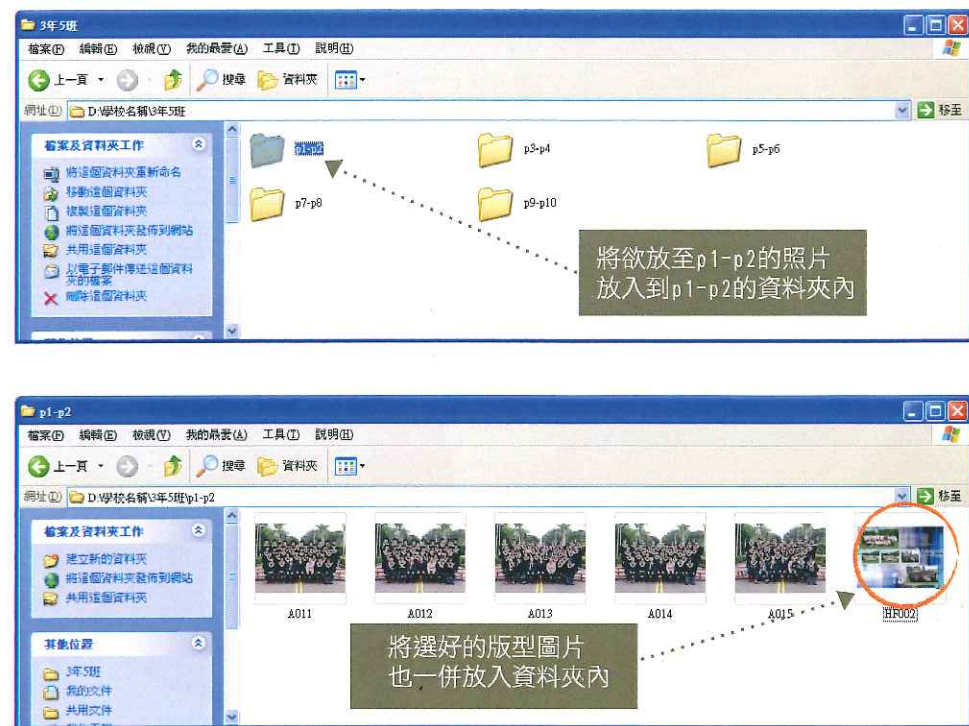 3年5班
檔案(F) 編輯(E) 檢視(V) 我的最愛(A) 工具(T) 說明(H)
上一頁 搜尋 資料夾
網址(D) D:\學校名稱\3年5班 移至
檔案及資料夾工作
將這個資料夾重新命名
移動這個資料夾
複製這個資料夾
將這個資料夾發佈到網站
共用這個資料夾
以電子郵件傳送這個資料
夾的檔案
刪除這個資料夾
p1-p2 p3-p4 p5-p6
p7-p8 p9-p10
將欲放至p1-p2的照片
放入到p1-p2的資料夾內
p1-p2
檔案(F) 編輯(E) 檢視(V) 我的最愛(A) 工具(T) 說明(H)
上一頁 搜尋 資料夾
網址(D) D:\學校名稱\3年5班\p1-p2 移至
檔案及資料夾工作
建立新的資料夾
將這個資料夾發佈到網站
共用這個資料夾
其他位置
3年5班
我的文件
共用文件
A011 A012 A013 A014 A015 HF002
將選好的版型圖片
也一併放入資料夾內